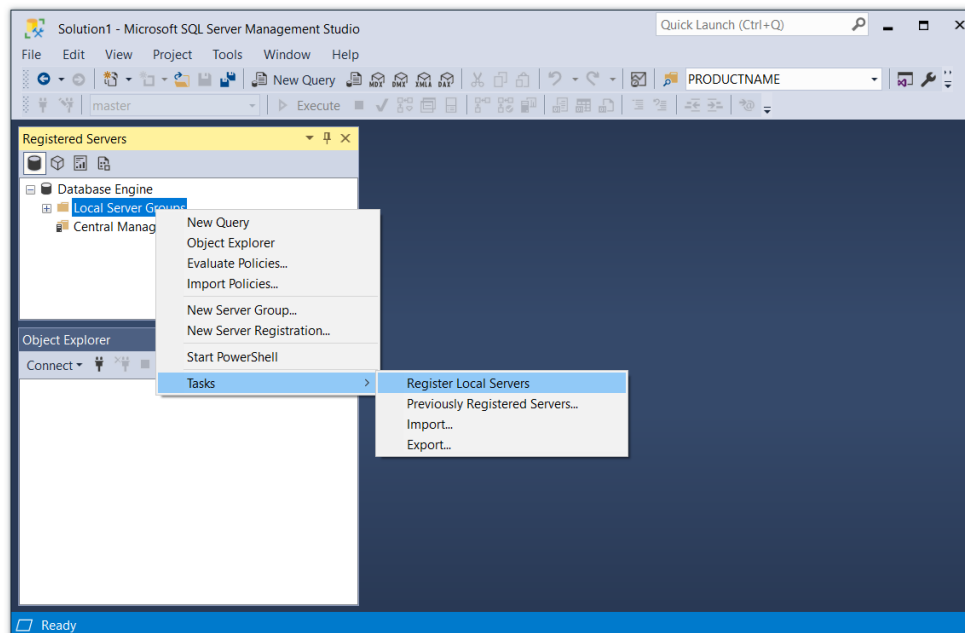 Solution1 - Microsoft SQL Server Management Studio
Quick Launch (Ctrl+Q)
File Edit View Project Tools Window Help
New Query MDX DMX XMLA DAX PRODUCTNAME
master Execute
Registered Servers
Database Engine
Local Server Groups
Central Manag
New Query
Object Explorer
Evaluate Policies...
Import Policies...
New Server Group...
New Server Registration...
Start PowerShell
Tasks
Register Local Servers
Previously Registered Servers...
Import...
Export...
Object Explorer
Connect
Ready